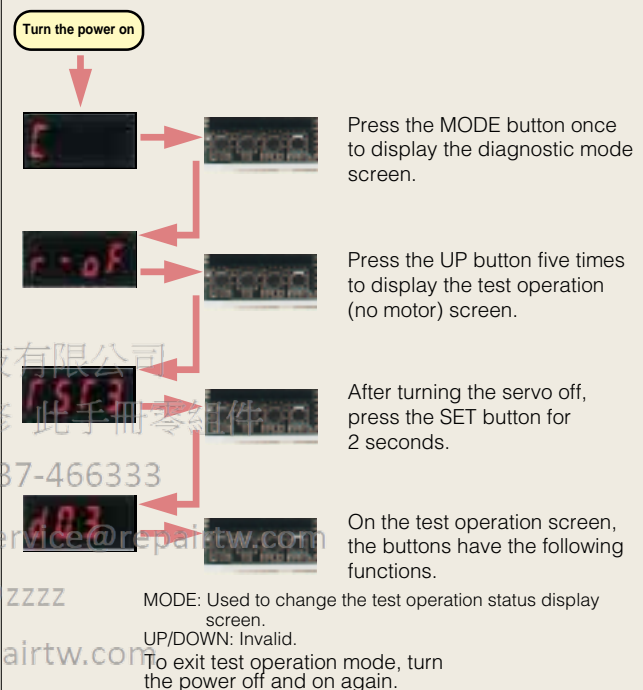 Turn the power on
C
Press the MODE button once
to display the diagnostic mode
screen.
r-oF
Press the UP button five times
to display the test operation
(no motor) screen.
技有限公司
TST3
After turning the servo off,
press the SET button for
2 seconds.
修 此手冊零組件
37-466333
d03
On the test operation screen,
the buttons have the following
functions.
ervice@repairtw.com
zzzz
MODE: Used to change the test operation status display
screen.
UP/DOWN: Invalid.
airtw.com
To exit test operation mode, turn
the power off and on again.